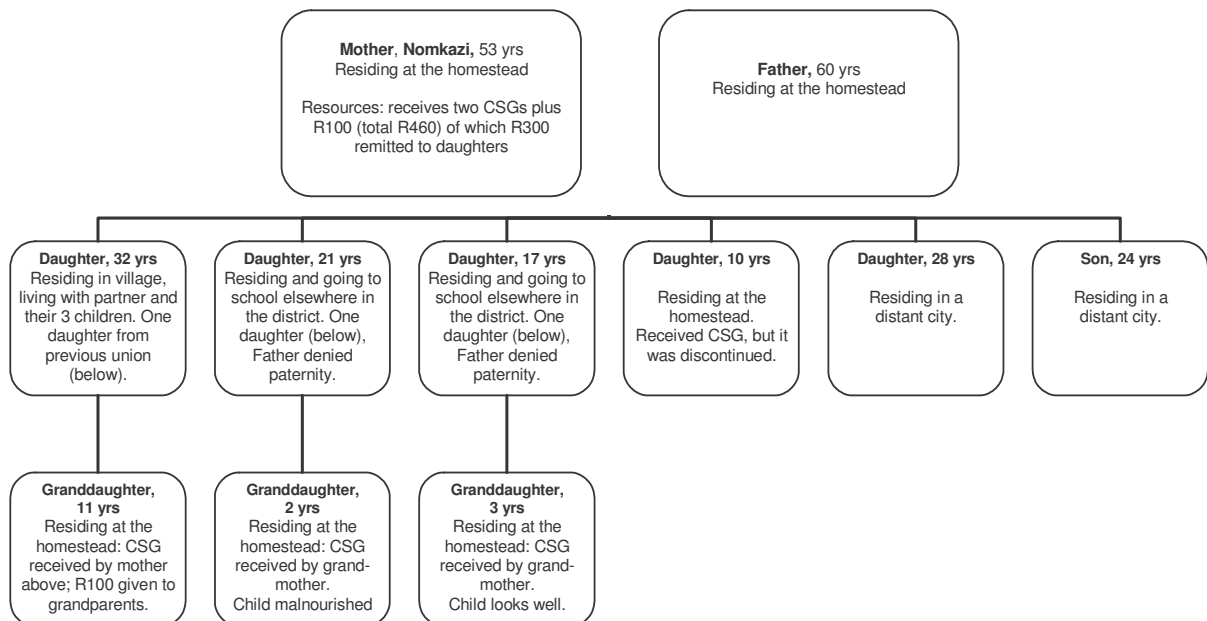 Mother, Nomkazi, 53 yrs
Residing at the homestead
Resources: receives two CSGs plus
R100 (total R460) of which R300
remitted to daughters
Father, 60 yrs
Residing at the homestead
Daughter, 32 yrs
Residing in village,
living with partner and
their 3 children. One
daughter from
previous union
(below).
Daughter, 21 yrs
Residing and going to
school elsewhere in
the district. One
daughter (below),
Father denied
paternity.
Daughter, 17 yrs
Residing and going to
school elsewhere in
the district. One
daughter (below),
Father denied
paternity.
Daughter, 10 yrs
Residing at the
homestead.
Received CSG, but it
was discontinued.
Daughter, 28 yrs
Residing in a
distant city.
Son, 24 yrs
Residing in a
distant city.
Granddaughter,
11 yrs
Residing at the
homestead: CSG
received by mother
above; R100 given to
grandparents.
Granddaughter,
2 yrs
Residing at the
homestead: CSG
received by grand-
mother.
Child malnourished
Granddaughter,
3 yrs
Residing at the
homestead: CSG
received by grand-
mother.
Child looks well.